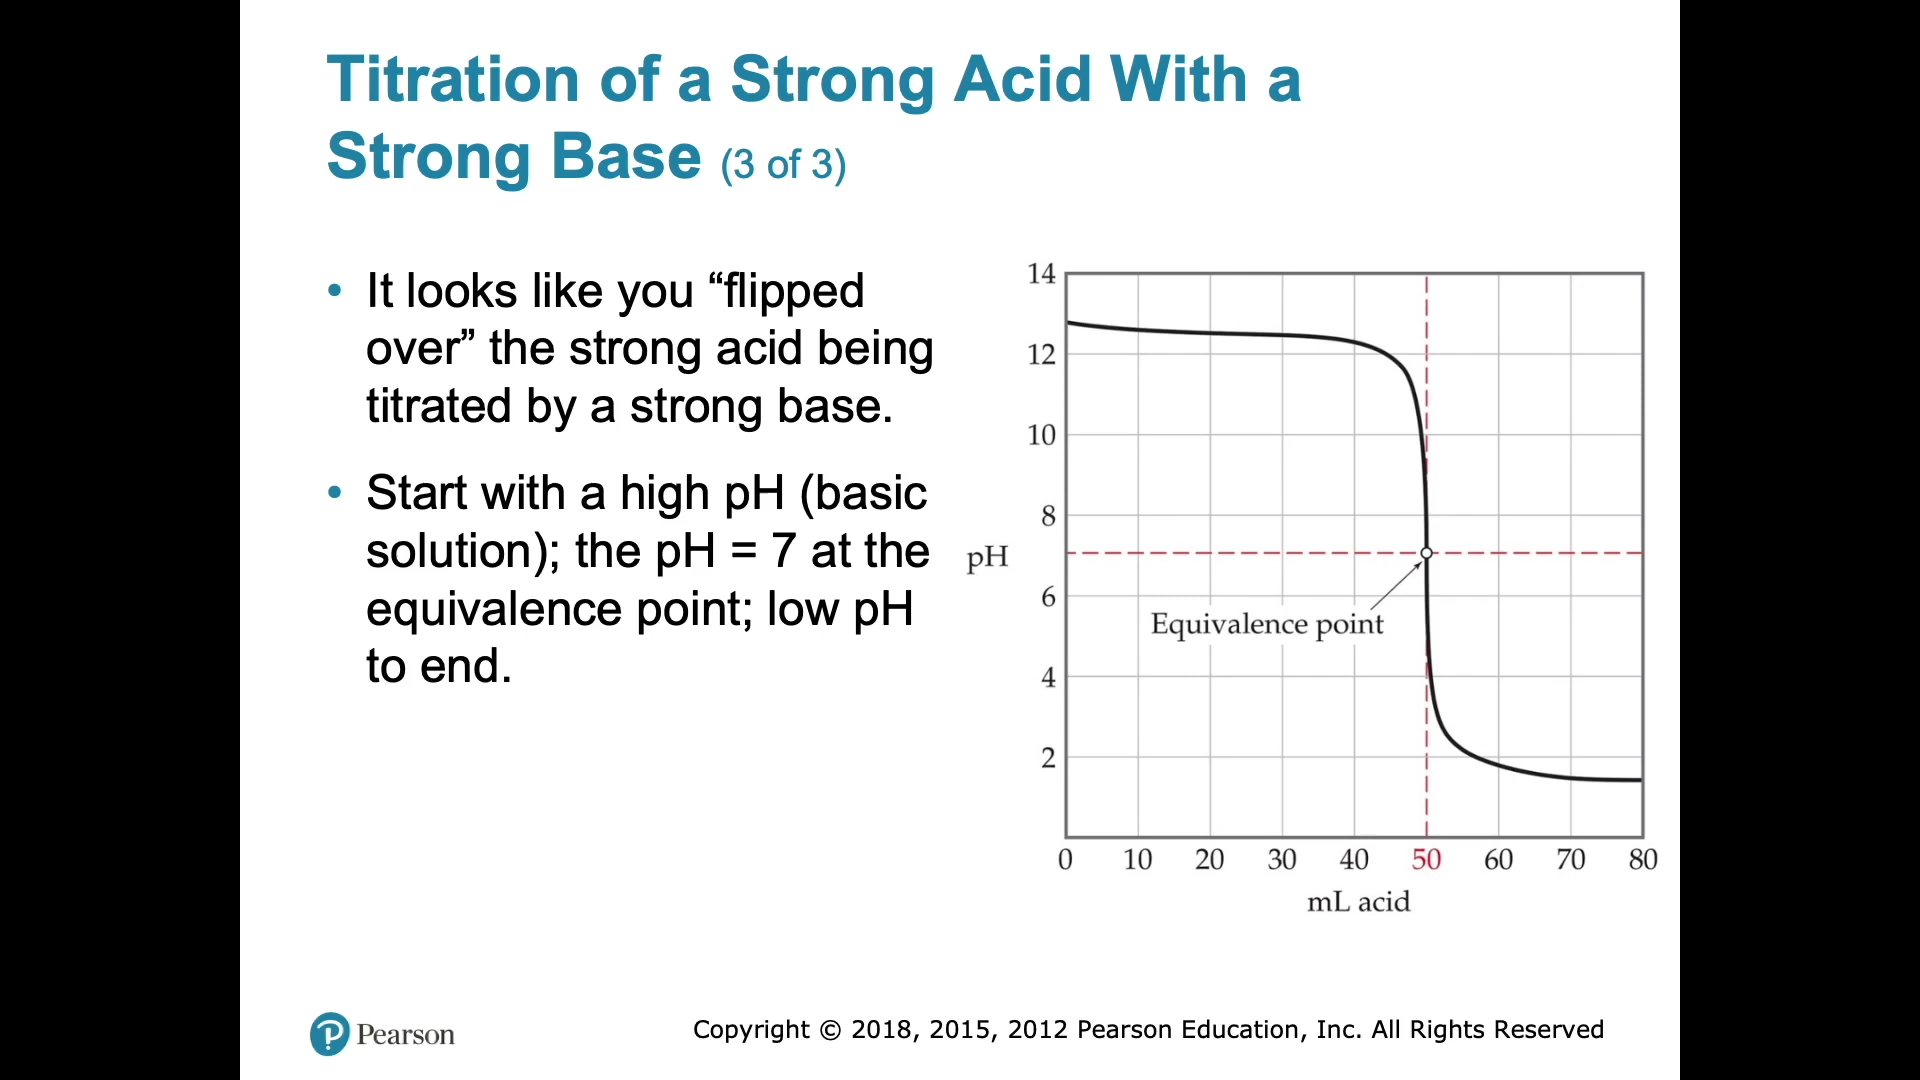 Titration of a Strong Acid With a
Strong Base (3 of 3)
• It looks like you “flipped
over” the strong acid being
titrated by a strong base.
• Start with a high pH (basic
solution); the pH = 7 at the
equivalence point; low pH
to end.
14
12
10
8
pH
6
Equivalence point
4
2
0 10 20 30 40 50 60 70 80
mL acid
P Pearson
Copyright © 2018, 2015, 2012 Pearson Education, Inc. All Rights Reserved